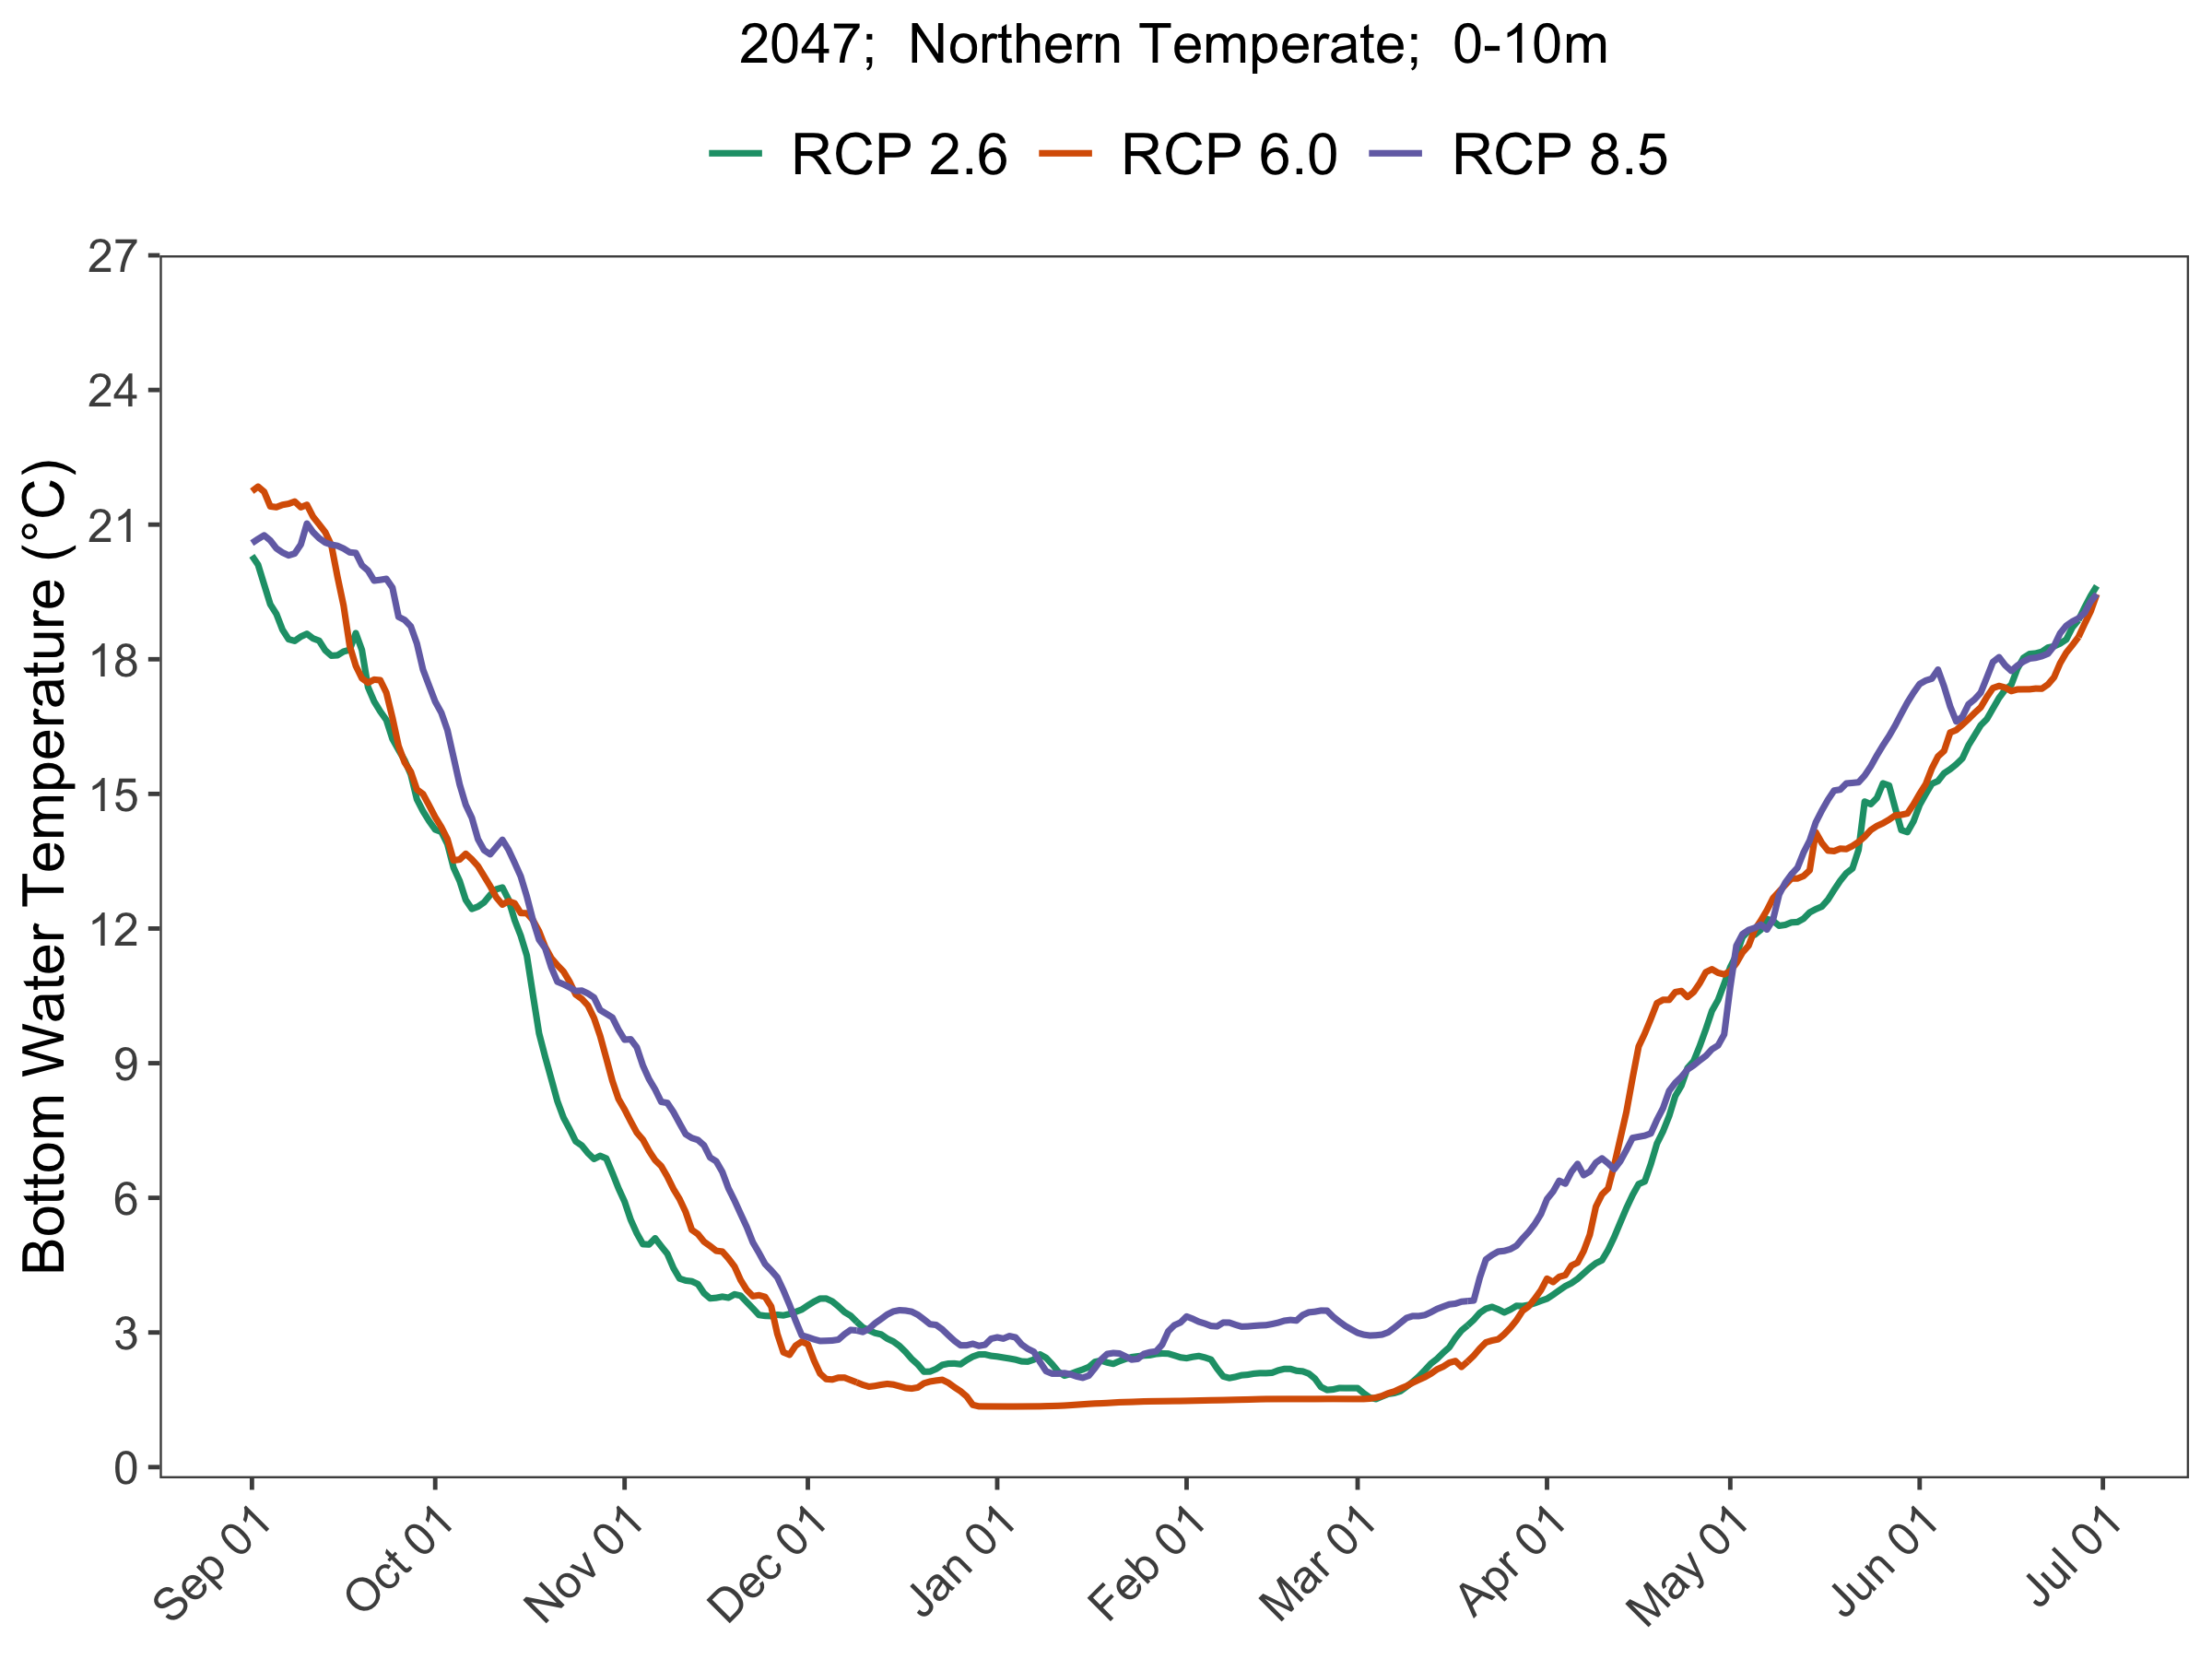 2047; Northern Temperate; 0-10m
RCP 2.6 RCP 6.0 RCP 8.5
Bottom Water Temperature (°C)
27
24
21
18
15
12
9
6
3
0
Sep 01 Oct 01 Nov 01 Dec 01 Jan 01 Feb 01 Mar 01 Apr 01 May 01 Jun 01 Jul 01